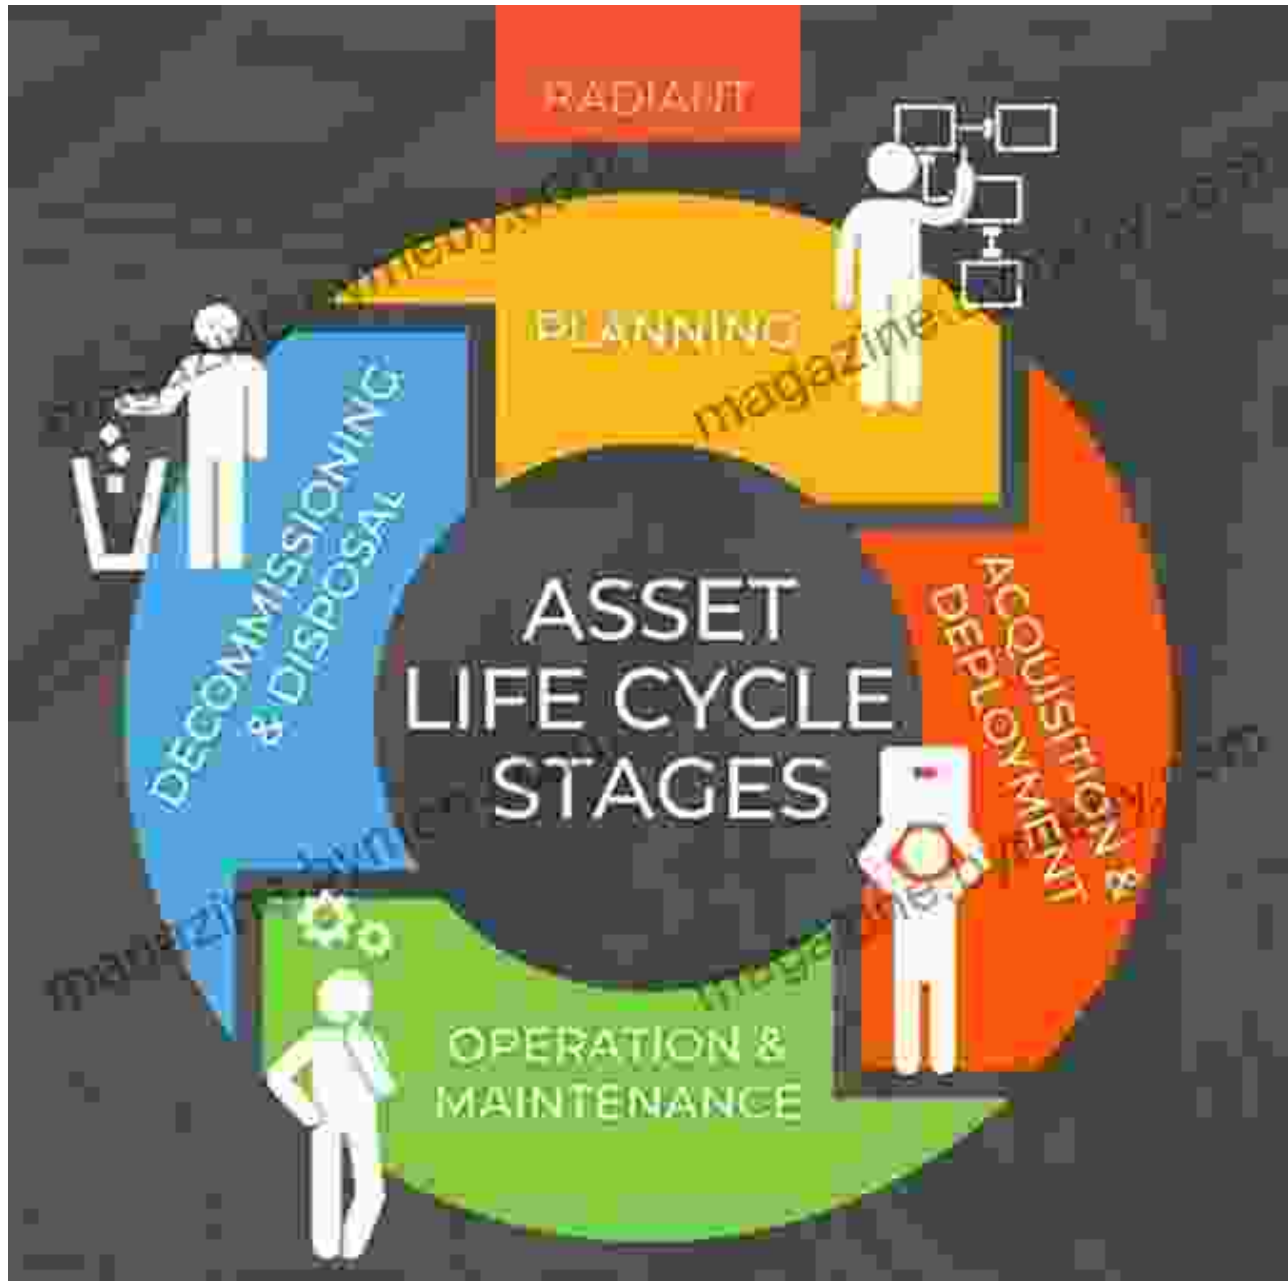 RADIANT
PLANNING
ACQUISITION &
DEPLOYMENT
ASSET
LIFE CYCLE
STAGES
OPERATION &
MAINTENANCE
DECOMMISSIONING
& DISPOSAL
magazine